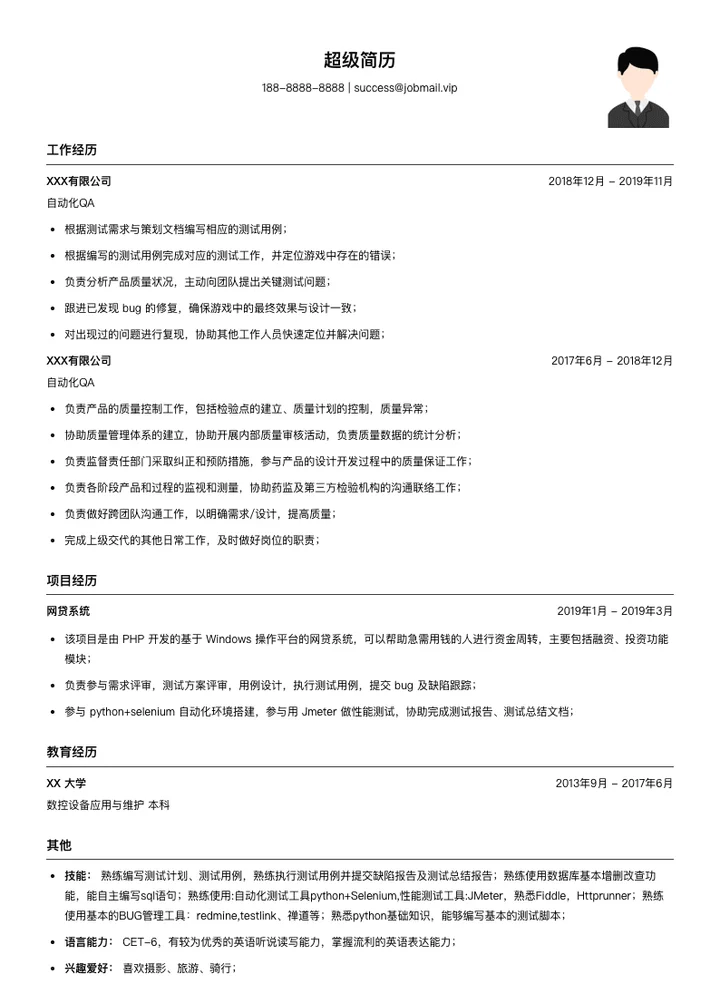 超级简历
188-8888-8888 | success@jobmail.vip
工作经历
XXX有限公司 2018年12月 – 2019年11月
自动化QA
• 根据测试需求与策划文档编写相应的测试用例；
• 根据编写的测试用例完成对应的测试工作，并定位游戏中存在的错误；
• 负责分析产品质量状况，主动向团队提出关键测试问题；
• 跟进已发现 bug 的修复，确保游戏中的最终效果与设计一致；
• 对出现过的问题进行复现，协助其他工作人员快速定位并解决问题；
XXX有限公司 2017年6月 – 2018年12月
自动化QA
• 负责产品的质量控制工作，包括检验点的建立、质量计划的控制，质量异常；
• 协助质量管理体系的建立，协助开展内部质量审核活动，负责质量数据的统计分析；
• 负责监督责任部门采取纠正和预防措施，参与产品的设计开发过程中的质量保证工作；
• 负责各阶段产品和过程的监视和测量，协助药监及第三方检验机构的沟通联络工作；
• 负责做好跨团队沟通工作，以明确需求/设计，提高质量；
• 完成上级交代的其他日常工作，及时做好岗位的职责；
项目经历
网贷系统 2019年1月 – 2019年3月
• 该项目是由 PHP 开发的基于 Windows 操作平台的网贷系统，可以帮助急需用钱的人进行资金周转，主要包括融资、投资功能
模块；
• 负责参与需求评审，测试方案评审，用例设计，执行测试用例，提交 bug 及缺陷跟踪；
• 参与 python+selenium 自动化环境搭建，参与用 Jmeter 做性能测试，协助完成测试报告、测试总结文档；
教育经历
XX 大学 2013年9月 – 2017年6月
数控设备应用与维护 本科
其他
• 技能： 熟练编写测试计划、测试用例，熟练执行测试用例并提交缺陷报告及测试总结报告；熟练使用数据库基本增删改查功
能，能自主编写sql语句；熟练使用:自动化测试工具python+Selenium,性能测试工具:JMeter，熟悉Fiddle，Httprunner；熟练
使用基本的BUG管理工具：redmine,testlink、禅道等；熟悉python基础知识，能够编写基本的测试脚本；
• 语言能力： CET-6，有较为优秀的英语听说读写能力，掌握流利的英语表达能力；
• 兴趣爱好： 喜欢摄影、旅游、骑行；